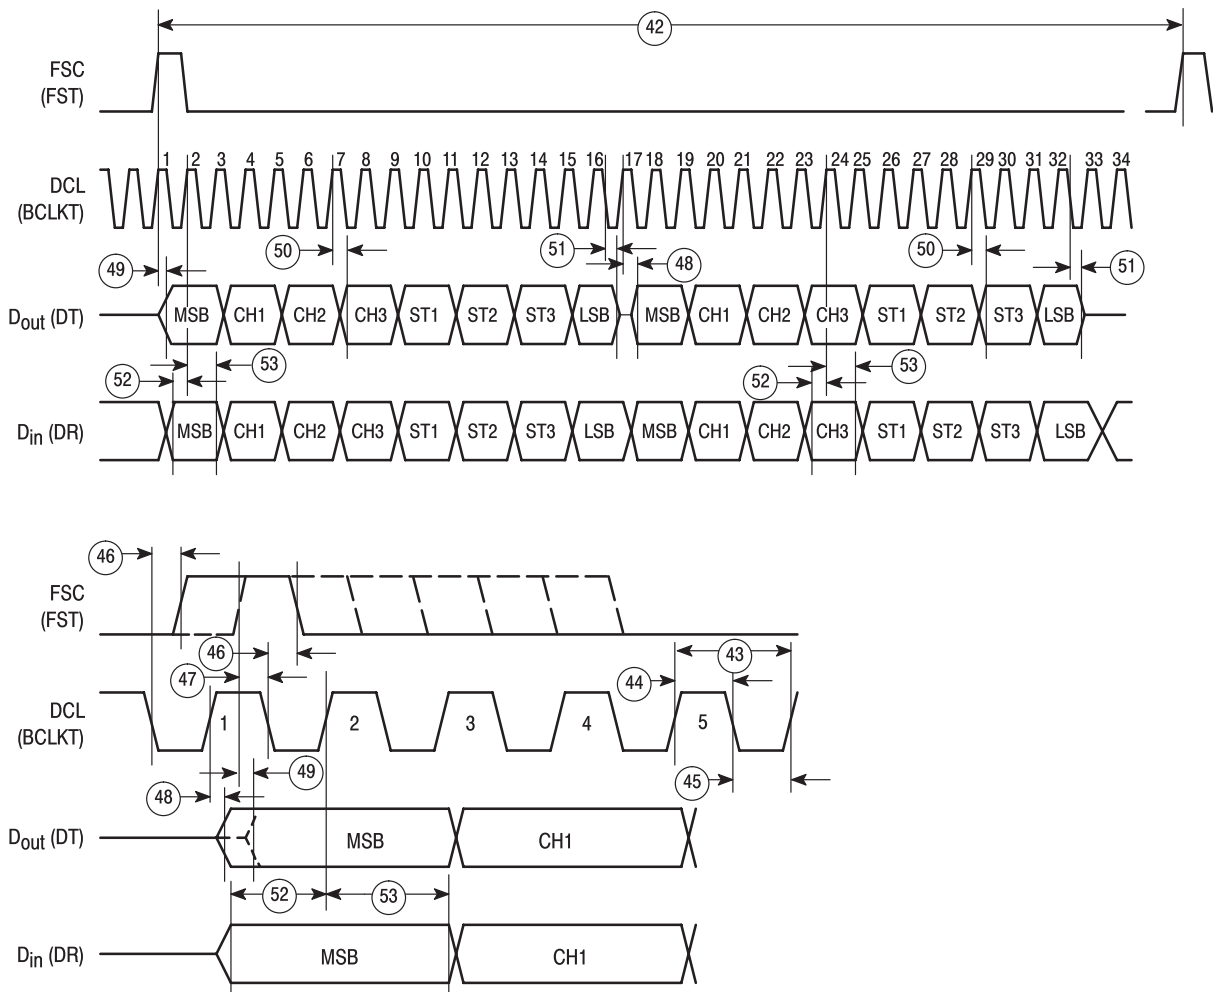 42
FSC
(FST)
1 2 3 4 5 6 7 8 9 10 11 12 13 14 15 16 17 18 19 20 21 22 23 24 25 26 27 28 29 30 31 32 33 34
DCL
(BCLKT)
50 51 50
49 48 51
Dout (DT) MSB CH1 CH2 CH3 ST1 ST2 ST3 LSB MSB CH1 CH2 CH3 ST1 ST2 ST3 LSB
53 53
52 52
Din (DR) MSB CH1 CH2 CH3 ST1 ST2 ST3 LSB MSB CH1 CH2 CH3 ST1 ST2 ST3 LSB
46
FSC
(FST)
46 43
47 44
DCL
(BCLKT)
1 2 3 4 5
49
48 45
Dout (DT) MSB CH1
52 53
Din (DR) MSB CH1